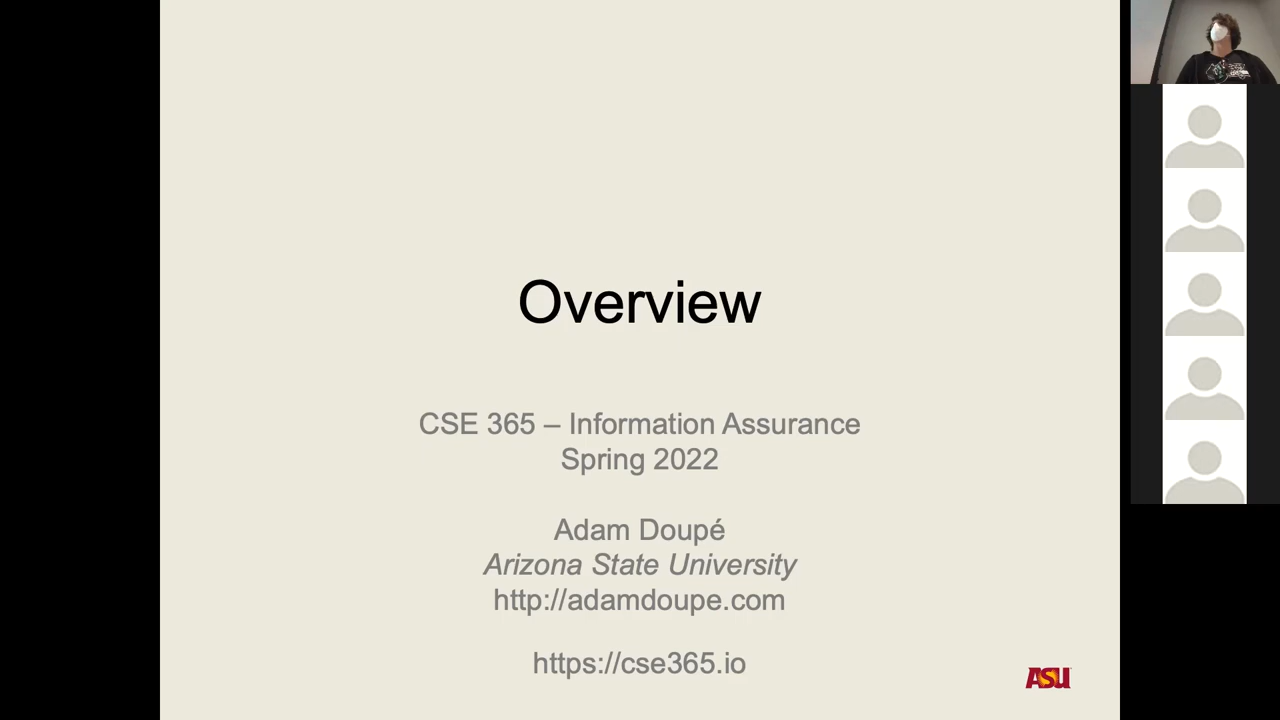 Overview
CSE 365 – Information Assurance
Spring 2022
Adam Doupé
Arizona State University
http://adamdoupe.com
https://cse365.io
ASU